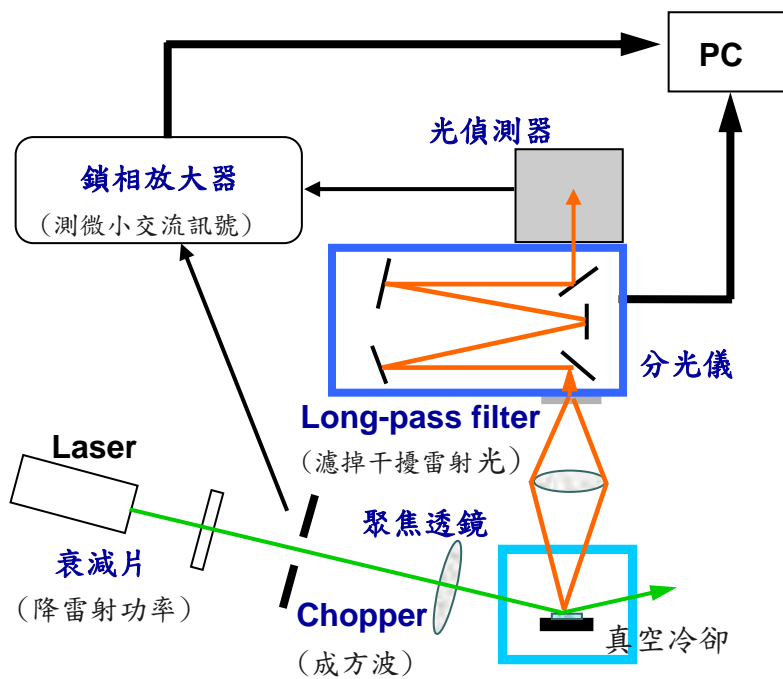 PC
光偵測器
鎖相放大器
（測微小交流訊號）
分光儀
Long-pass filter
（濾掉干擾雷射光）
Laser
聚焦透鏡
衰減片
（降雷射功率）
Chopper
（成方波）
真空冷卻